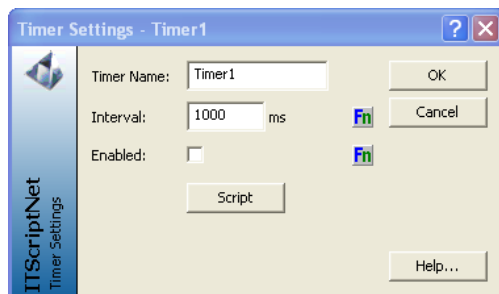 Timer Settings - Timer1
Timer Name: Timer1
OK
Interval: 1000 ms Fn
Cancel
Enabled: Fn
Script
Help...
ITScriptNet
Timer Settings